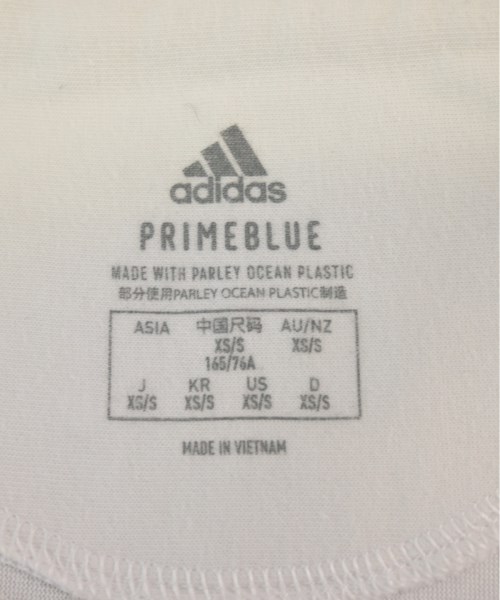 adidas
PRIMEBLUE
MADE WITH PARLEY OCEAN PLASTIC
部分使用PARLEY OCEAN PLASTIC制造
ASIA 中国尺码 AU/NZ
XS/S XS/S
165/76A
J KR US D
XS/S XS/S XS/S XS/S
MADE IN VIETNAM